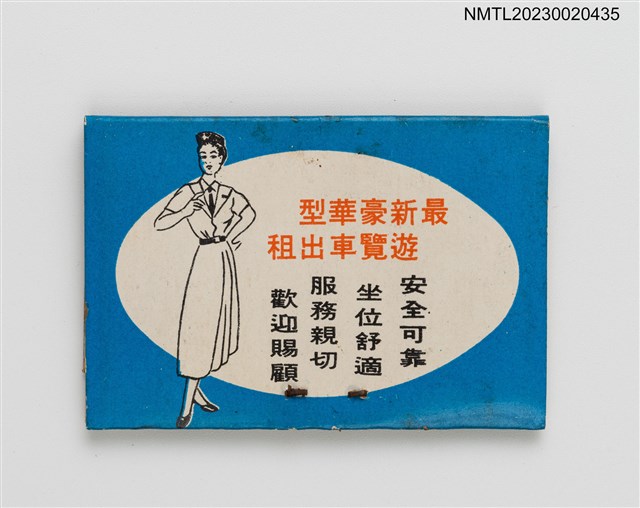 NMTL20230020435
最新豪華型
遊覽車出租
安全可靠
坐位舒適
服務親切
歡迎賜顧